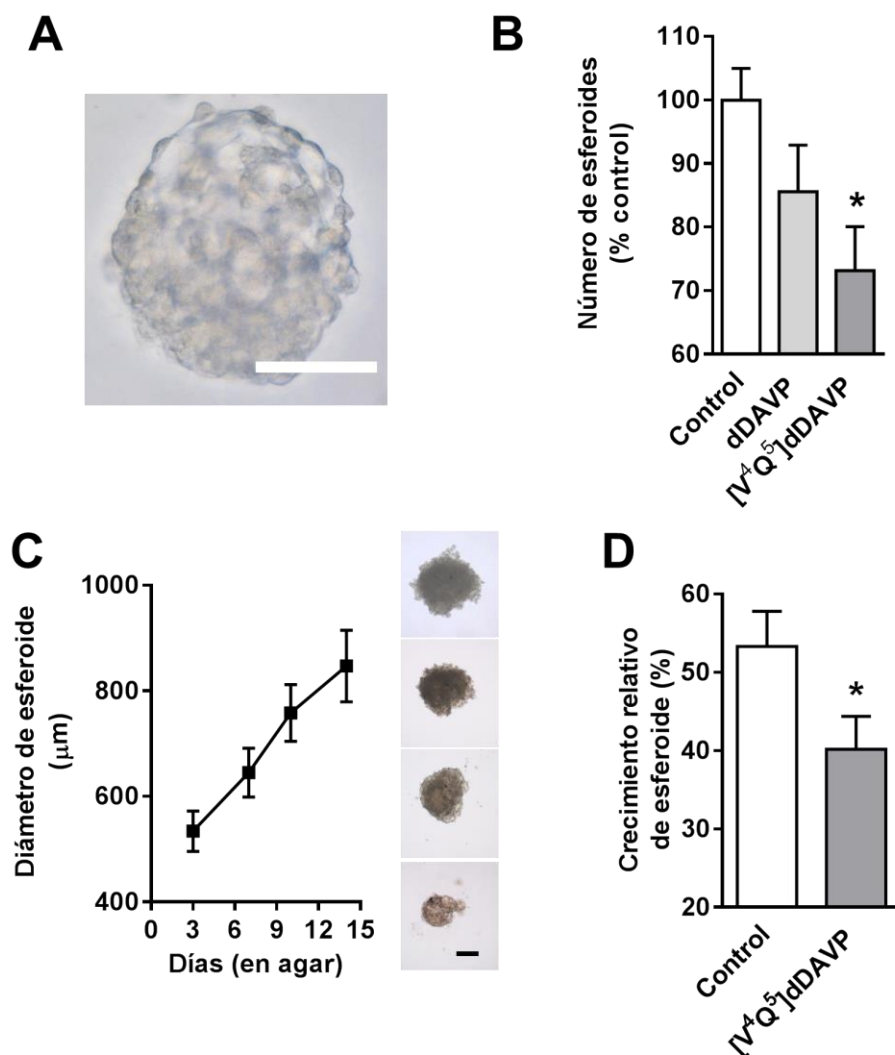 A
B
Número de esferoides
(% control)
110
100
90
80
70
60
*
Control
dDAVP
[V⁴Q⁵]dDAVP
C
Diámetro de esferoide
(μm)
1000
800
600
400
0 3 6 9 12 15
Días (en agar)
D
Crecimiento relativo
de esferoide (%)
60
50
40
30
20
*
Control
[V⁴Q⁵]dDAVP